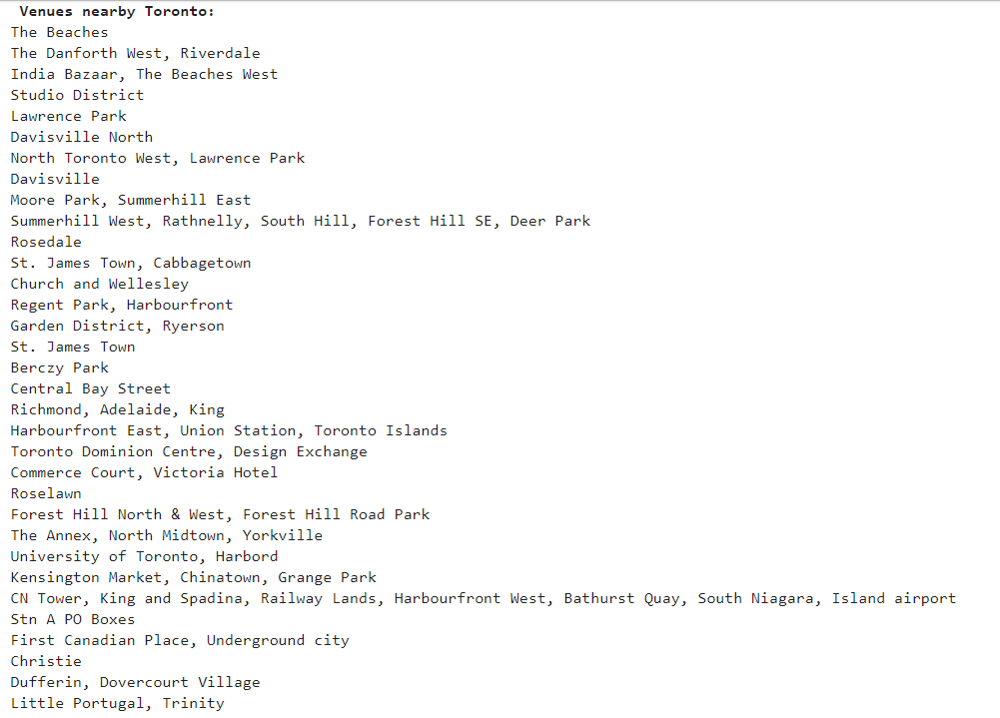 Venues nearby Toronto:
The Beaches
The Danforth West, Riverdale
India Bazaar, The Beaches West
Studio District
Lawrence Park
Davisville North
North Toronto West, Lawrence Park
Davisville
Moore Park, Summerhill East
Summerhill West, Rathnelly, South Hill, Forest Hill SE, Deer Park
Rosedale
St. James Town, Cabbagetown
Church and Wellesley
Regent Park, Harbourfront
Garden District, Ryerson
St. James Town
Berczy Park
Central Bay Street
Richmond, Adelaide, King
Harbourfront East, Union Station, Toronto Islands
Toronto Dominion Centre, Design Exchange
Commerce Court, Victoria Hotel
Roselawn
Forest Hill North & West, Forest Hill Road Park
The Annex, North Midtown, Yorkville
University of Toronto, Harbord
Kensington Market, Chinatown, Grange Park
CN Tower, King and Spadina, Railway Lands, Harbourfront West, Bathurst Quay, South Niagara, Island airport
Stn A PO Boxes
First Canadian Place, Underground city
Christie
Dufferin, Dovercourt Village
Little Portugal, Trinity